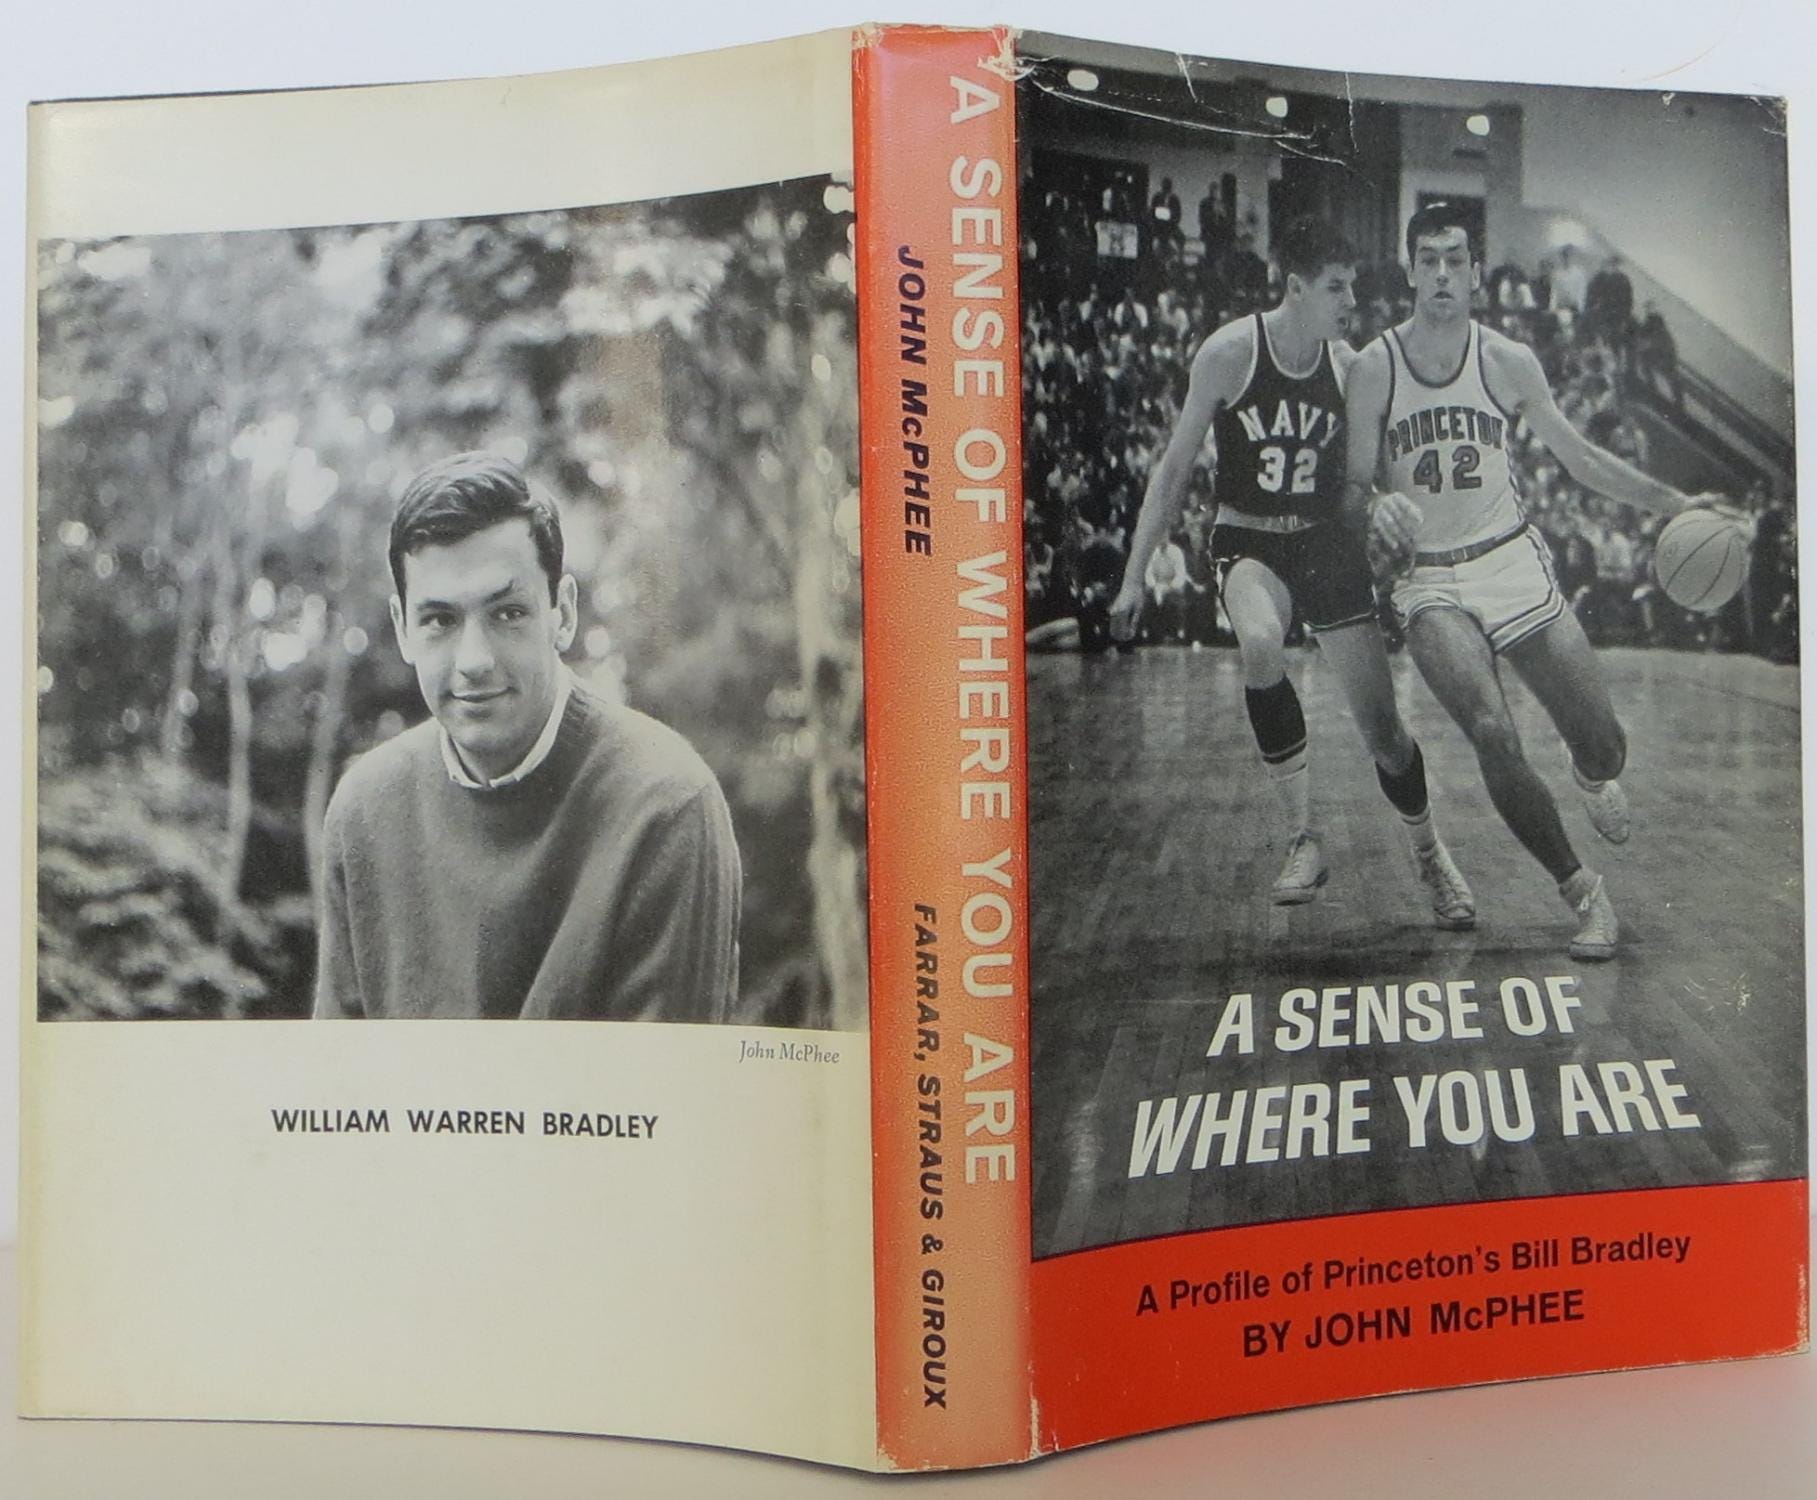 John McPhee
WILLIAM WARREN BRADLEY
A SENSE OF WHERE YOU ARE
JOHN McPHEE
FARRAR, STRAUS & GIROUX
NAVY
32
PRINCETON
42
A SENSE OF
WHERE YOU ARE
A Profile of Princeton's Bill Bradley
BY JOHN McPHEE